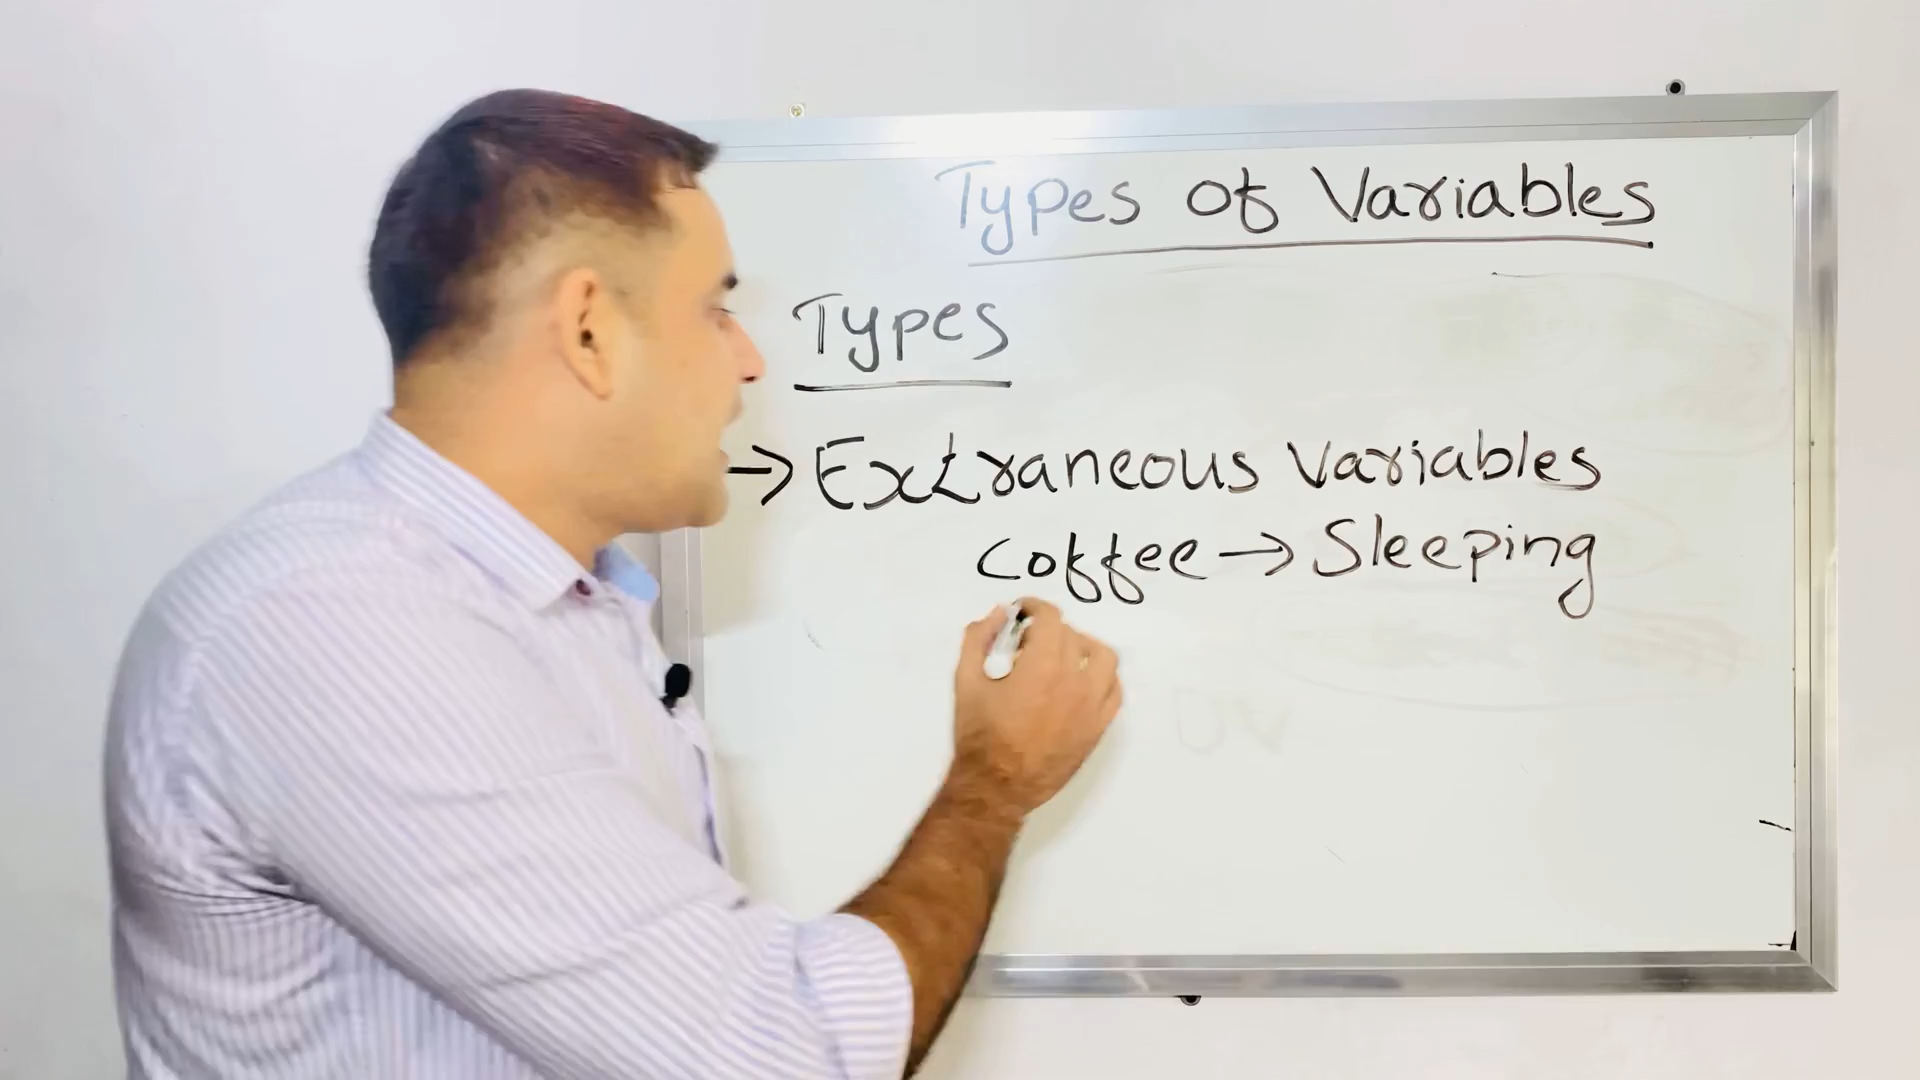 Types of Variables
Types
→ Extraneous Variables
Coffee → Sleeping